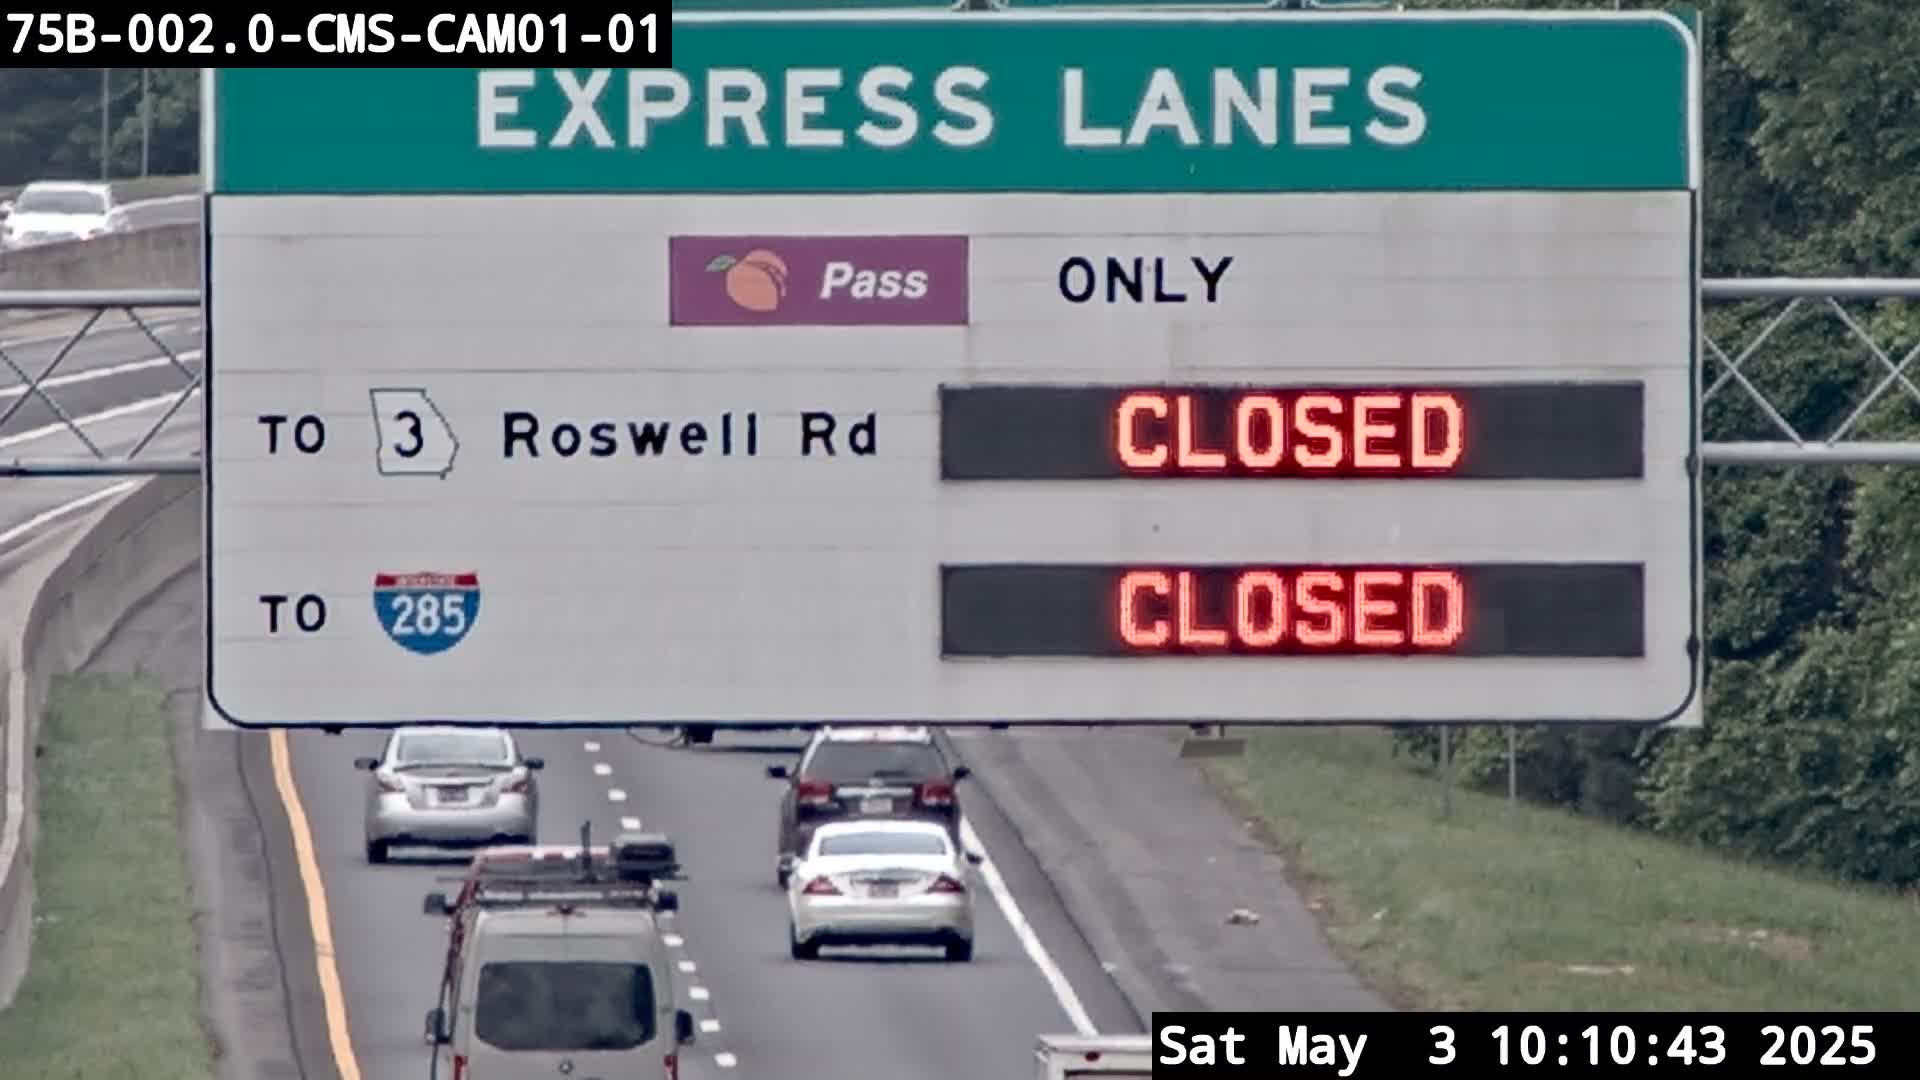 75B-002.0-CMS-CAM01-01
EXPRESS LANES
Pass ONLY
TO 3 Roswell Rd CLOSED
TO INTERSTATE 285 CLOSED
Sat May 3 10:10:43 2025